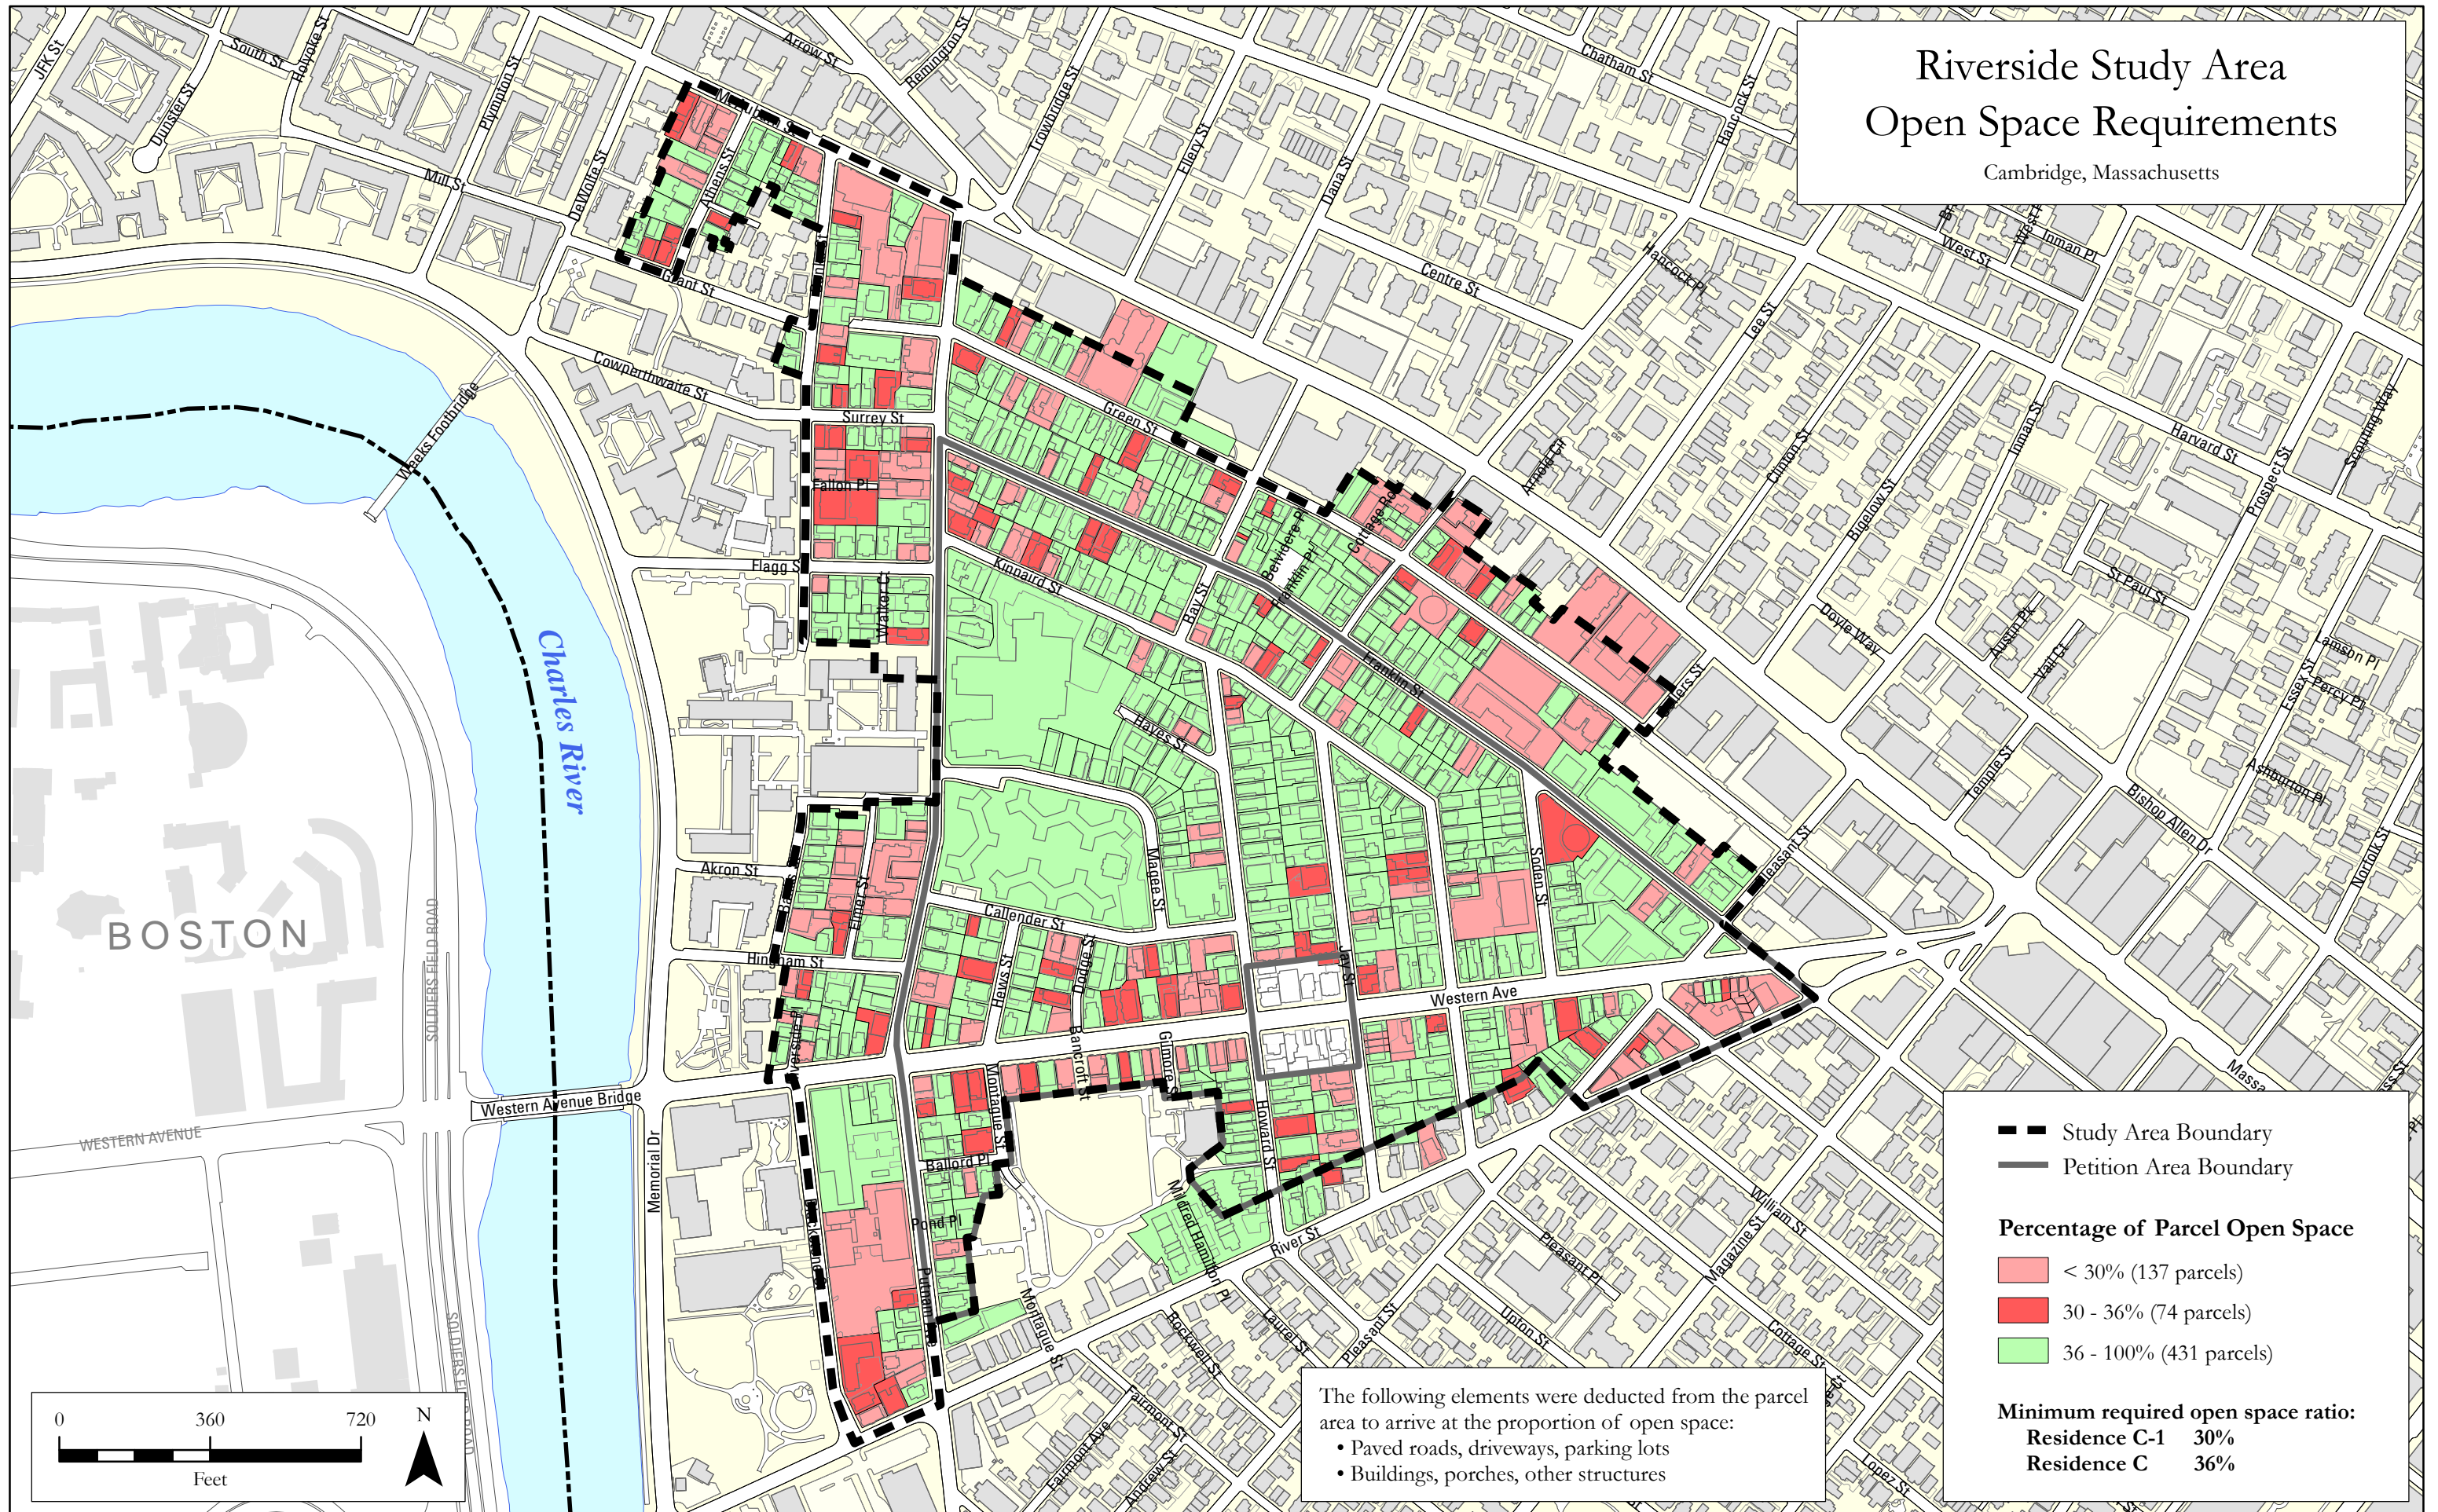 Riverside Study Area
Open Space Requirements
Cambridge, Massachusetts
JFK St
South St
Holyoke St
Dunster St
Plympton St
Mill St
DeWolfe St
Athens St
Grant St
Arrow St
Remington St
Trowbridge St
Ellery St
Dana St
Chatham St
Hancock St
Centre St
Hancock Pl
Lee St
West St
Inman Pl
Cowperthwaite St
Weeks Footbridge
Surrey St
Green St
Fallon Pl
Flagg S
Walker C
Kinnaird St
Bay St
Belvidere Pl
Franklin Pl
Cottage Ro
Arnold Cir
Clinton St
Bigelow St
Inman St
Harvard St
Prospect St
Scouting Way
St Paul St
Austin Pk
Vail Ct
Doyle Way
Lamson Pl
Percy Pl
Essex St
Ashburton Pl
Temple St
Bishop Allen Dr
Norfolk St
Franklin St
Hayes St
Charles River
BOSTON
SOLDIERS FIELD ROAD
Akron St
Elmer St
Magee St
Callender St
Soden St
Hingham St
Hews St
Dodge St
Jay St
Western Ave
Riverside Pl
Bancroft St
Gilmore S
Western Avenue Bridge
WESTERN AVENUE
Memorial Dr
Montague St
Ballord Pl
Howard St
Pond Pl
Mildred Hamilton Pl
River St
Putnam Ave
Montague St
Rockwell St
Laurel St
Pleasant St
Upton St
Pleasant Pl
William St
Magazine St
Cottage St
Fairmont St
Fairmont Ave
Andrew St
Lopez St
Massa
Study Area Boundary
Petition Area Boundary
Percentage of Parcel Open Space
< 30% (137 parcels)
30 - 36% (74 parcels)
36 - 100% (431 parcels)
Minimum required open space ratio:
Residence C-1 30%
Residence C 36%
The following elements were deducted from the parcel
area to arrive at the proportion of open space:
• Paved roads, driveways, parking lots
• Buildings, porches, other structures
0 360 720
Feet
N